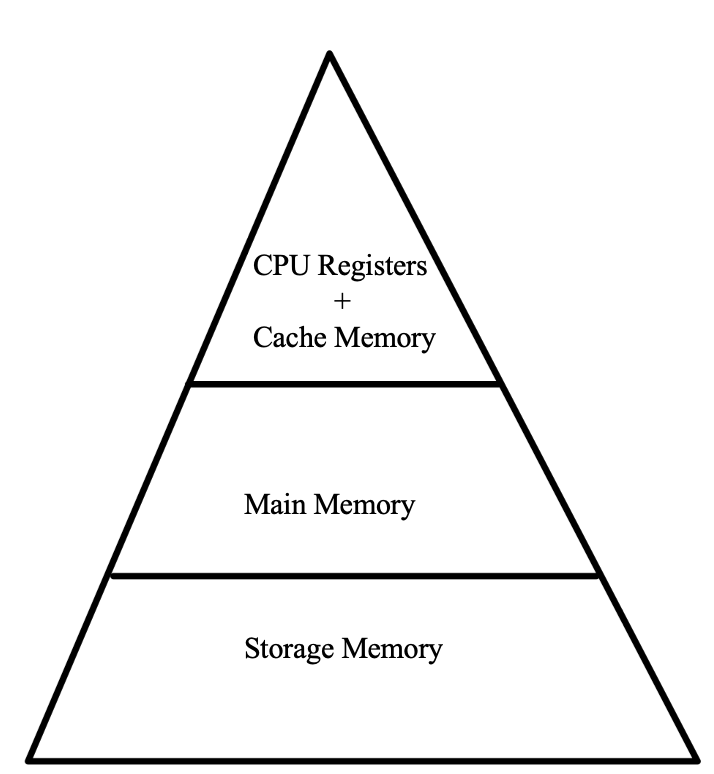 CPU Registers
+
Cache Memory
Main Memory
Storage Memory